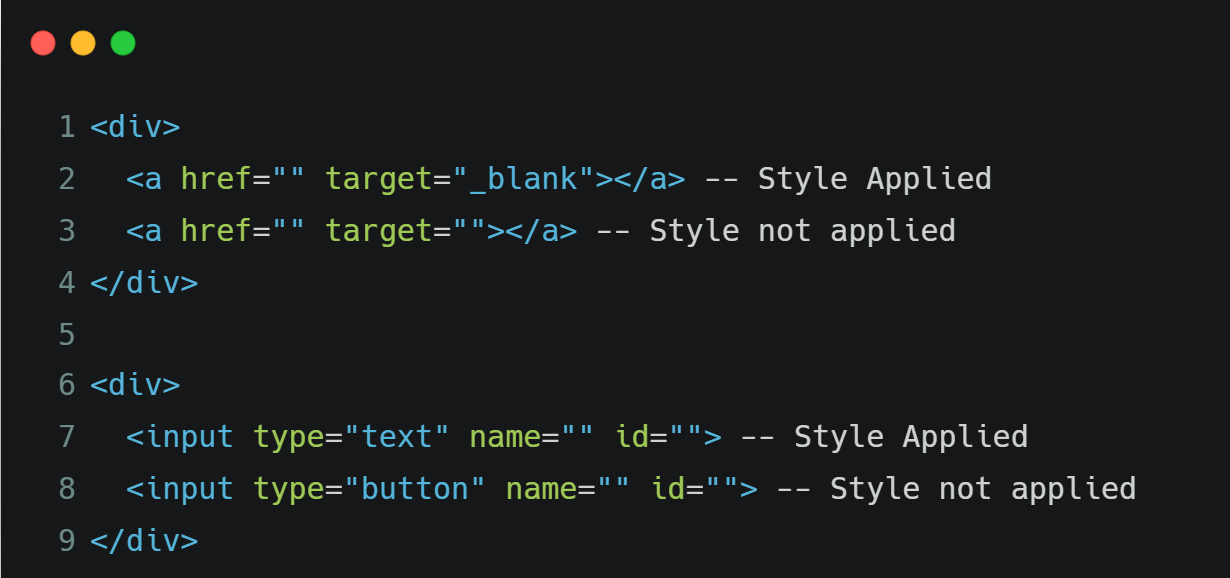 1 <div>
2   <a href="" target="_blank"></a> -- Style Applied
3   <a href="" target=""></a> -- Style not applied
4 </div>
5
6 <div>
7   <input type="text" name="" id=""> -- Style Applied
8   <input type="button" name="" id=""> -- Style not applied
9 </div>